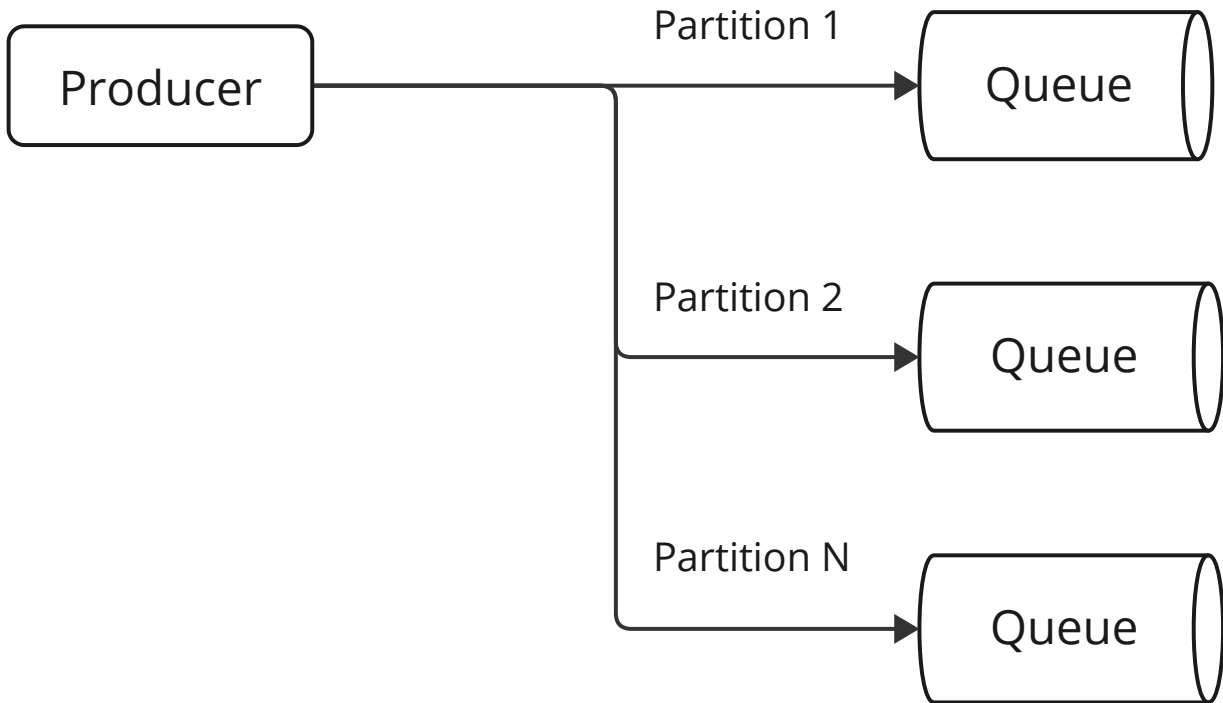 Partition 1
Producer
Queue
Partition 2
Queue
Partition N
Queue